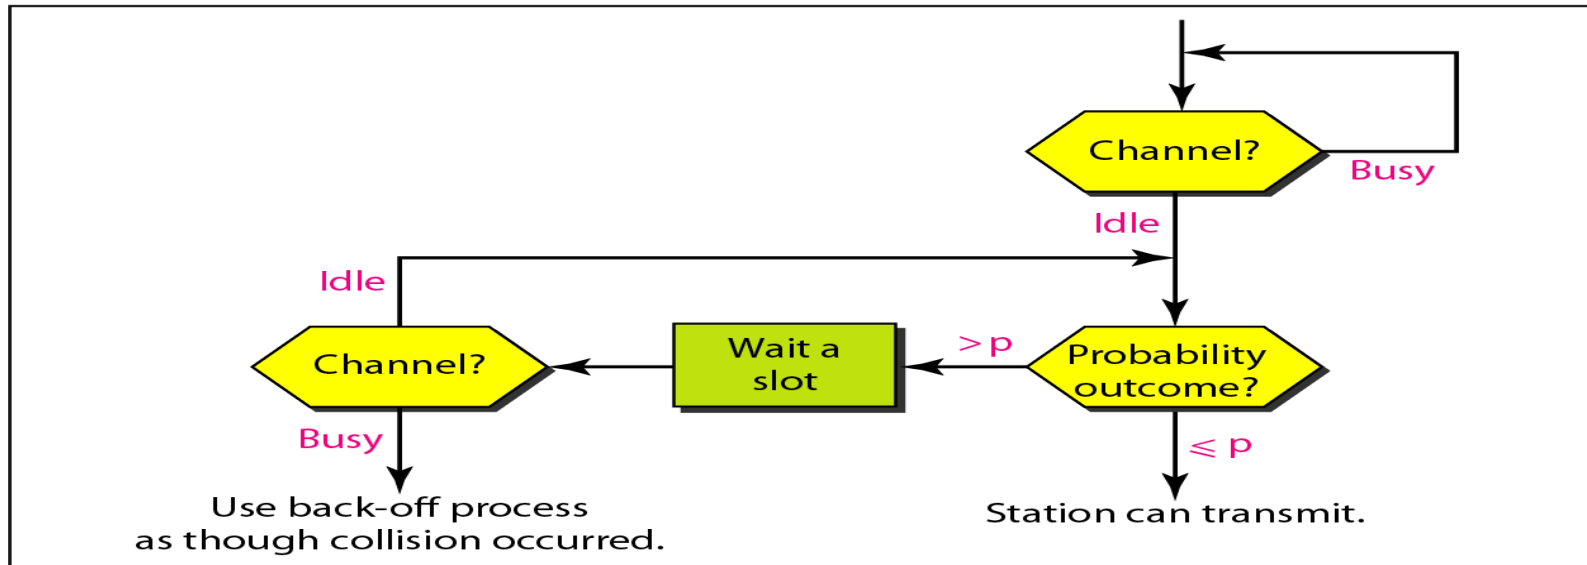 Channel?
Busy
Idle
Idle
Channel?
Wait a
slot
> p
Probability
outcome?
Busy
⩽ p
Use back-off process
as though collision occurred.
Station can transmit.